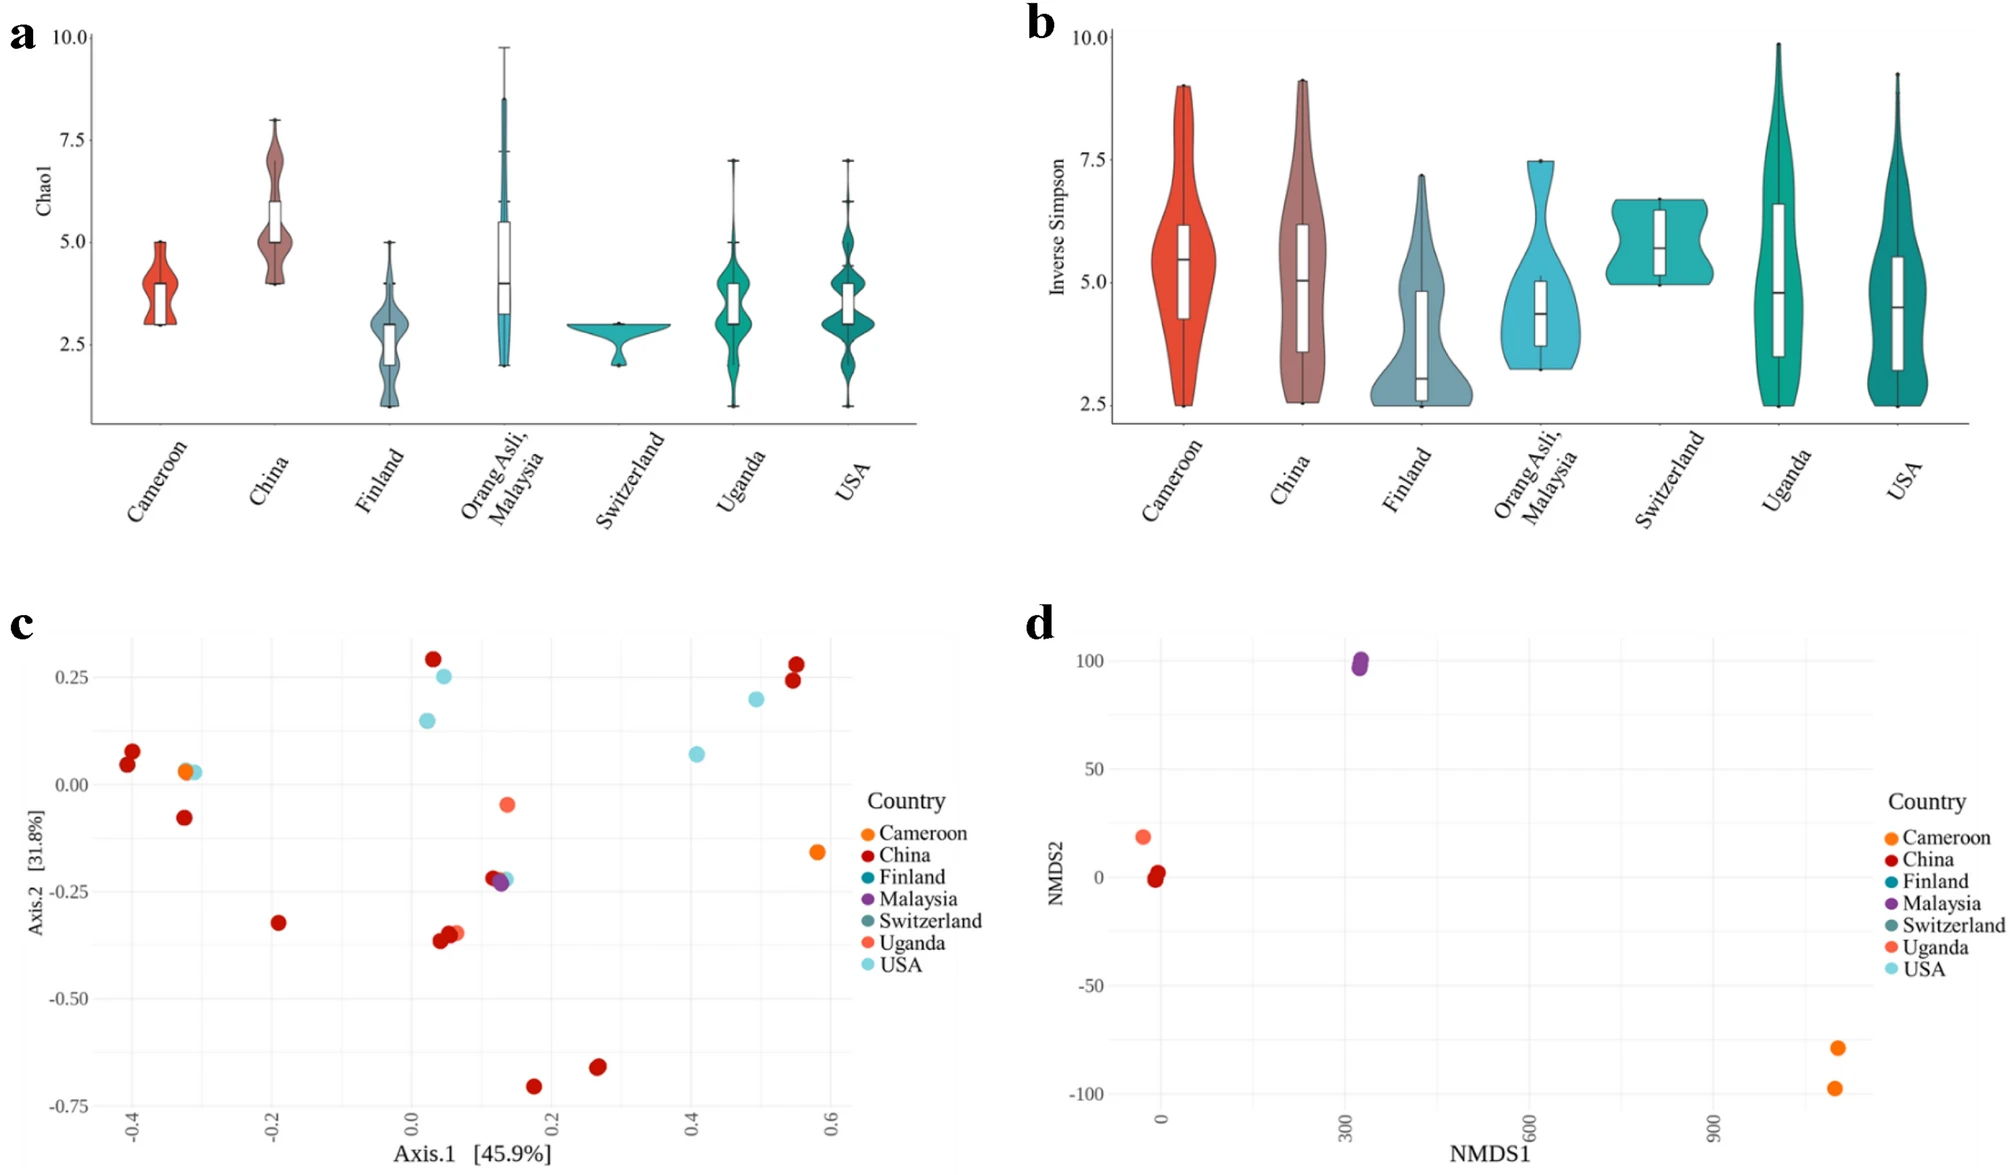 a
10.0
7.5
5.0
2.5
Chao1
Cameroon
China
Finland
Orang Asli,
Malaysia
Switzerland
Uganda
USA
b
10.0
7.5
5.0
2.5
Inverse Simpson
Cameroon
China
Finland
Orang Asli,
Malaysia
Switzerland
Uganda
USA
c
0.25
0.00
-0.25
-0.50
-0.75
Axis.2 [31.8%]
-0.4
-0.2
0.0
0.2
0.4
0.6
Axis.1 [45.9%]
Country
Cameroon
China
Finland
Malaysia
Switzerland
Uganda
USA
d
100
50
0
-50
-100
NMDS2
0
300
600
900
NMDS1
Country
Cameroon
China
Finland
Malaysia
Switzerland
Uganda
USA